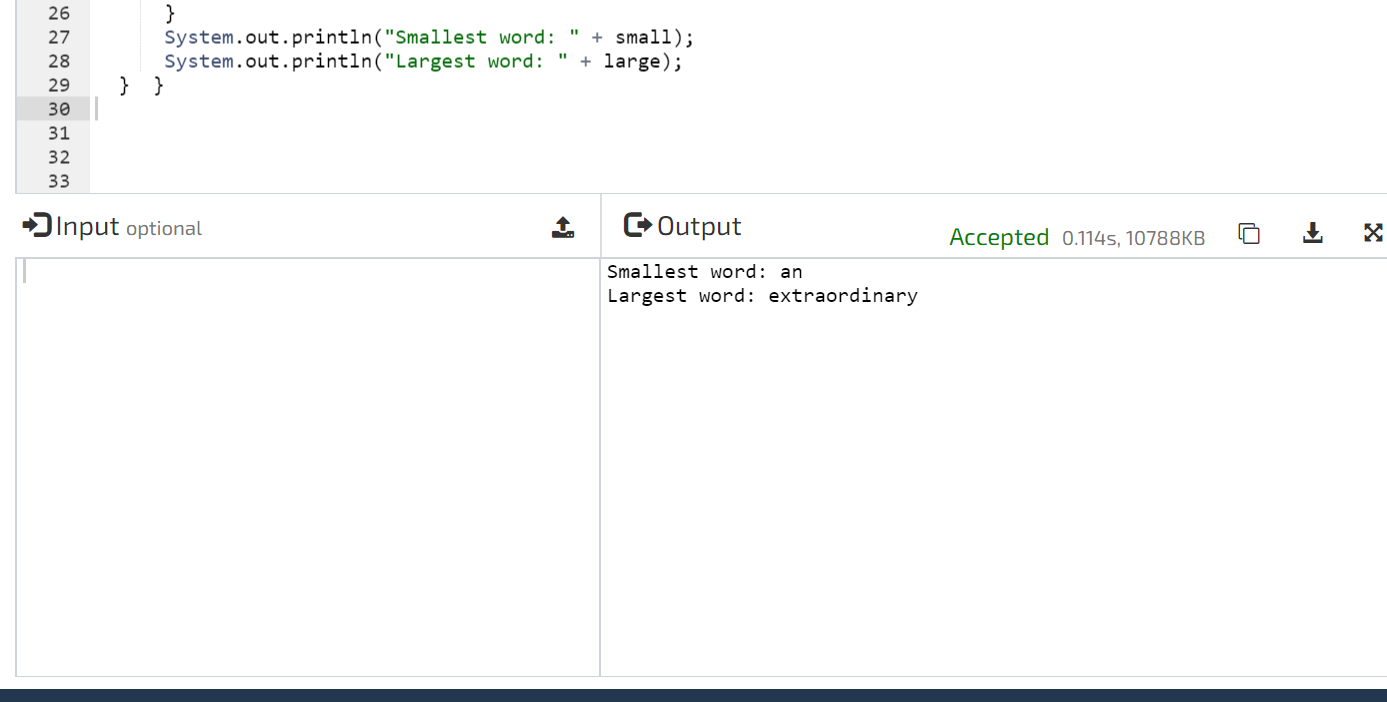 26 }
27 System.out.println("Smallest word: " + small);
28 System.out.println("Largest word: " + large);
29 } }
30
31
32
33
Input optional
Output
Accepted 0.114s, 10788KB
Smallest word: an
Largest word: extraordinary